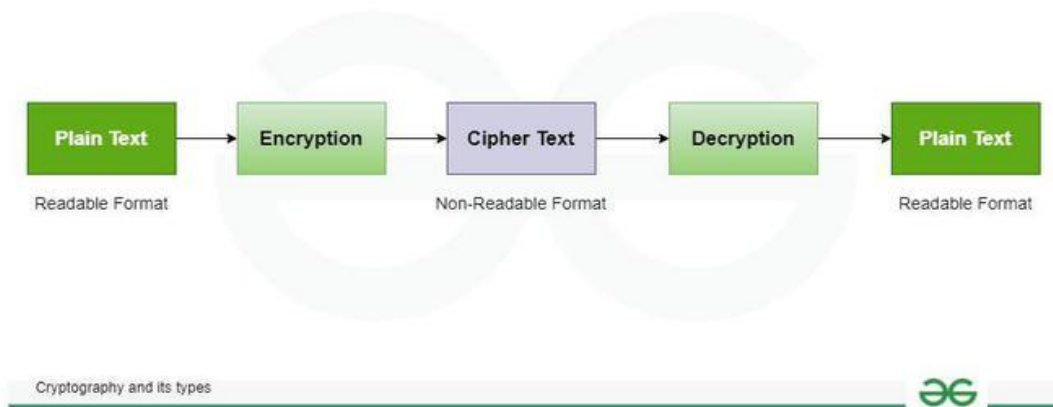 Plain Text
Encryption
Cipher Text
Decryption
Plain Text
Readable Format
Non-Readable Format
Readable Format
Cryptography and its types